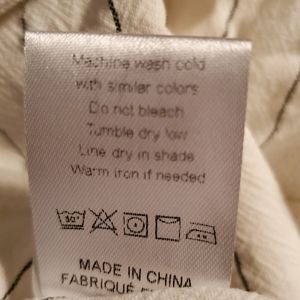 Machine wash cold
with similar colors
Do not bleach
Tumble dry low
Line dry in shade
Warm iron if needed
30°
MADE IN CHINA
FABRIQUÉ E